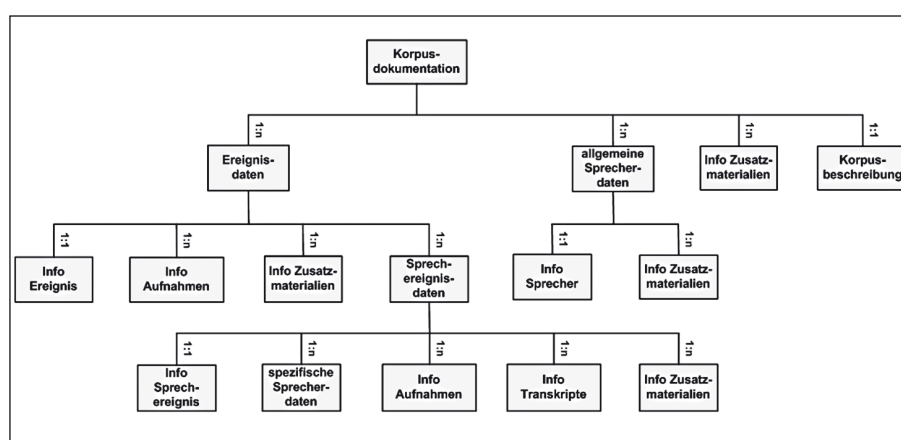 Korpus-
dokumentation
1:n
1:n
1:n
1:1
Ereignis-
daten
allgemeine
Sprecher-
daten
Info Zusatz-
materialien
Korpus-
beschreibung
1:1
1:n
1:n
1:n
1:1
1:n
Info
Ereignis
Info
Aufnahmen
Info Zusatz-
materialien
Sprech-
ereignis-
daten
Info
Sprecher
Info Zusatz-
materialien
1:1
1:n
1:n
1:n
1:n
Info
Sprech-
ereignis
spezifische
Sprecher-
daten
Info
Aufnahmen
Info
Transkripte
Info Zusatz-
materialien